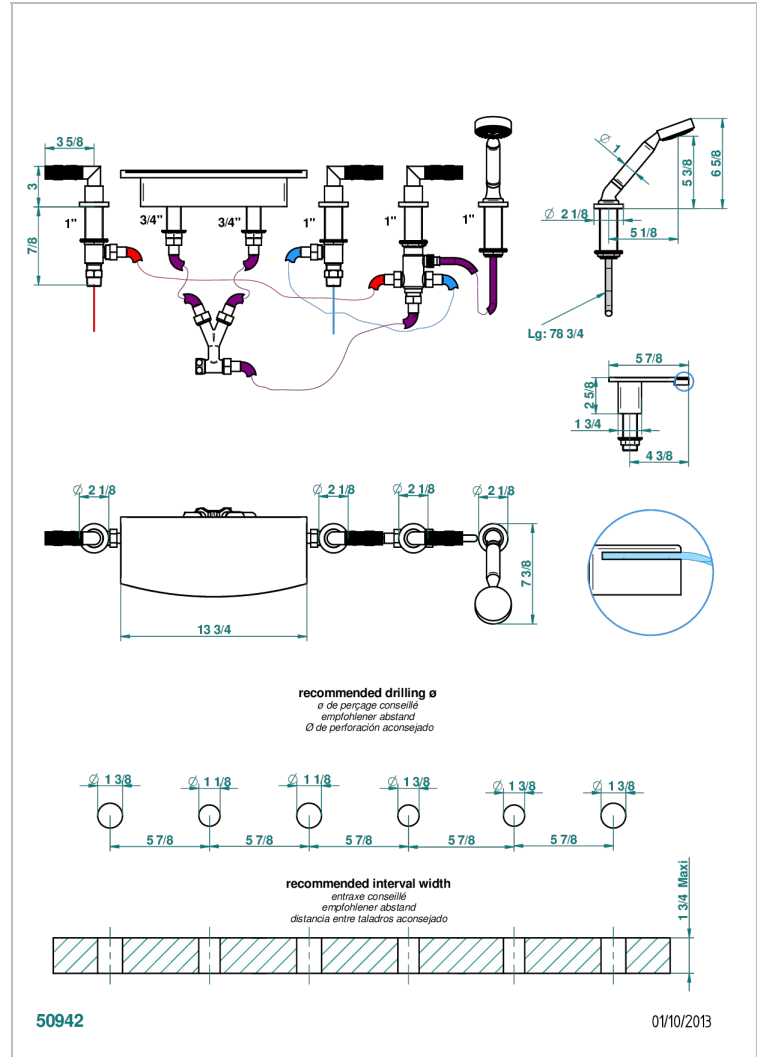 3 5/8
3
7/8
1"
3/4"
3/4"
1"
1"
1"
Ø 1
5 3/8
6 5/8
Ø 2 1/8
5 1/8
Lg: 78 3/4
5 7/8
2 5/8
1 3/4
4 3/8
Ø 2 1/8
Ø 2 1/8
Ø 2 1/8
Ø 2 1/8
7 3/8
13 3/4
recommended drilling ø
ø de perçage conseillé
empfohlener abstand
Ø de perforación aconsejado
Ø 1 3/8
Ø 1 1/8
Ø 1 1/8
Ø 1 3/8
Ø 1 3/8
Ø 1 3/8
5 7/8
5 7/8
5 7/8
5 7/8
5 7/8
recommended interval width
entraxe conseillé
empfohlener abstand
distancia entre taladros aconsejado
1 3/4 Maxi
50942
01/10/2013